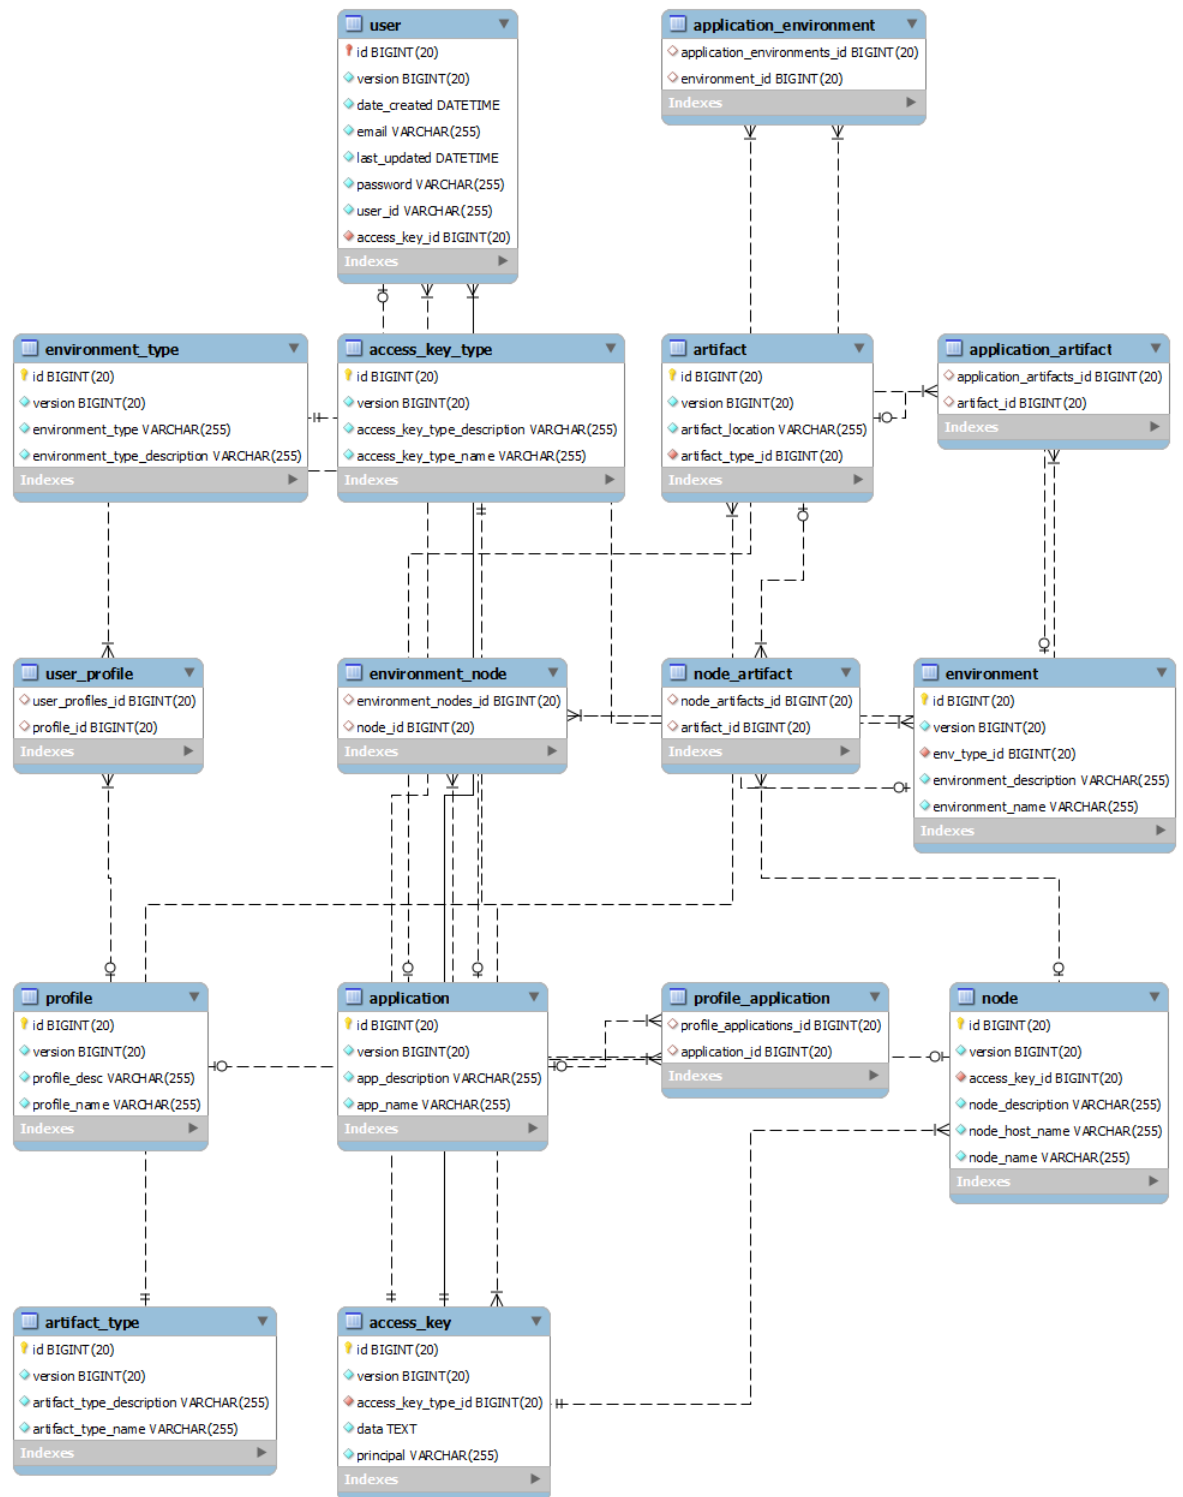 user
id BIGINT(20)
version BIGINT(20)
date_created DATETIME
email VARCHAR(255)
last_updated DATETIME
password VARCHAR(255)
user_id VARCHAR(255)
access_key_id BIGINT(20)
Indexes
application_environment
application_environments_id BIGINT(20)
environment_id BIGINT(20)
Indexes
environment_type
id BIGINT(20)
version BIGINT(20)
environment_type VARCHAR(255)
environment_type_description VARCHAR(255)
Indexes
access_key_type
id BIGINT(20)
version BIGINT(20)
access_key_type_description VARCHAR(255)
access_key_type_name VARCHAR(255)
Indexes
artifact
id BIGINT(20)
version BIGINT(20)
artifact_location VARCHAR(255)
artifact_type_id BIGINT(20)
Indexes
application_artifact
application_artifacts_id BIGINT(20)
artifact_id BIGINT(20)
Indexes
user_profile
user_profiles_id BIGINT(20)
profile_id BIGINT(20)
Indexes
environment_node
environment_nodes_id BIGINT(20)
node_id BIGINT(20)
Indexes
node_artifact
node_artifacts_id BIGINT(20)
artifact_id BIGINT(20)
Indexes
environment
id BIGINT(20)
version BIGINT(20)
env_type_id BIGINT(20)
environment_description VARCHAR(255)
environment_name VARCHAR(255)
Indexes
profile
id BIGINT(20)
version BIGINT(20)
profile_desc VARCHAR(255)
profile_name VARCHAR(255)
Indexes
application
id BIGINT(20)
version BIGINT(20)
app_description VARCHAR(255)
app_name VARCHAR(255)
Indexes
profile_application
profile_applications_id BIGINT(20)
application_id BIGINT(20)
Indexes
node
id BIGINT(20)
version BIGINT(20)
access_key_id BIGINT(20)
node_description VARCHAR(255)
node_host_name VARCHAR(255)
node_name VARCHAR(255)
Indexes
artifact_type
id BIGINT(20)
version BIGINT(20)
artifact_type_description VARCHAR(255)
artifact_type_name VARCHAR(255)
Indexes
access_key
id BIGINT(20)
version BIGINT(20)
access_key_type_id BIGINT(20)
data TEXT
principal VARCHAR(255)
Indexes